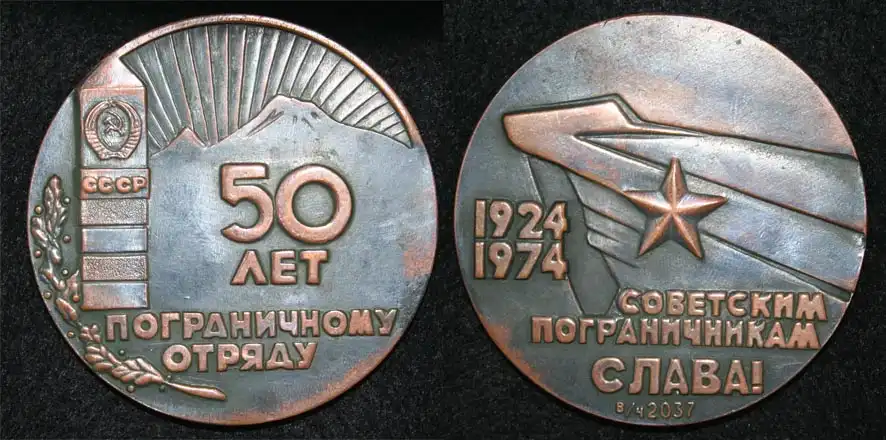 СССР
50
ЛЕТ
ПОГРАНИЧНОМУ
ОТРЯДУ
1924
1974
СОВЕТСКИМ
ПОГРАНИЧНИКАМ
СЛАВА!
в/ч 2037